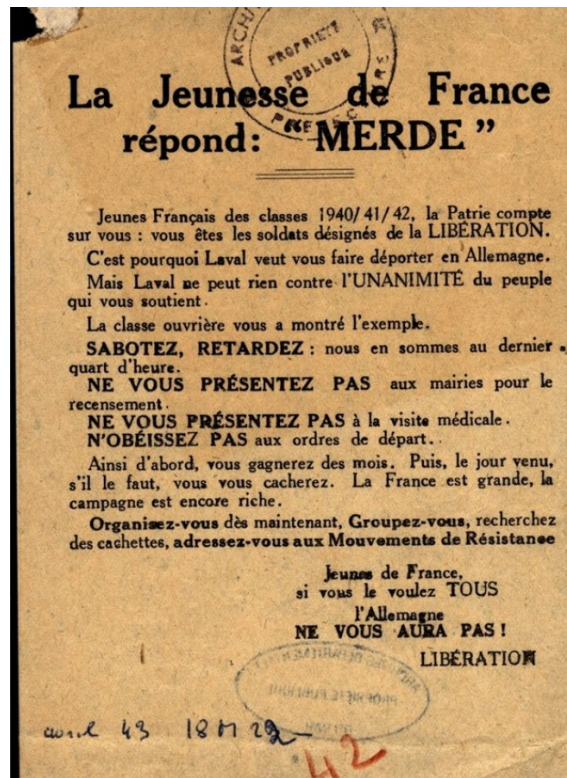 PROPRIETE
PUBLIQUE
La Jeunesse de France
répond: "MERDE"
Jeunes Français des classes 1940/41/42, la Patrie compte
sur vous : vous êtes les soldats désignés de la LIBÉRATION.
C'est pourquoi Laval veut vous faire déporter en Allemagne.
Mais Laval ne peut rien contre l'UNANIMITÉ du peuple
qui vous soutient.
La classe ouvrière vous a montré l'exemple.
SABOTEZ, RETARDEZ : nous en sommes au dernier
quart d'heure.
NE VOUS PRÉSENTEZ PAS aux mairies pour le
recensement.
NE VOUS PRÉSENTEZ PAS à la visite médicale.
N'OBÉISSEZ PAS aux ordres de départ.
Ainsi d'abord, vous gagnerez des mois. Puis, le jour venu,
s'il le faut, vous vous cacherez. La France est grande, la
campagne est encore riche.
Organisez-vous dès maintenant, Groupez-vous, recherchez
des cachettes, adressez-vous aux Mouvements de Résistance
Jeunes de France,
si vous le voulez TOUS
l'Allemagne
NE VOUS AURA PAS !
LIBÉRATION
avril 43 18 M 22
42